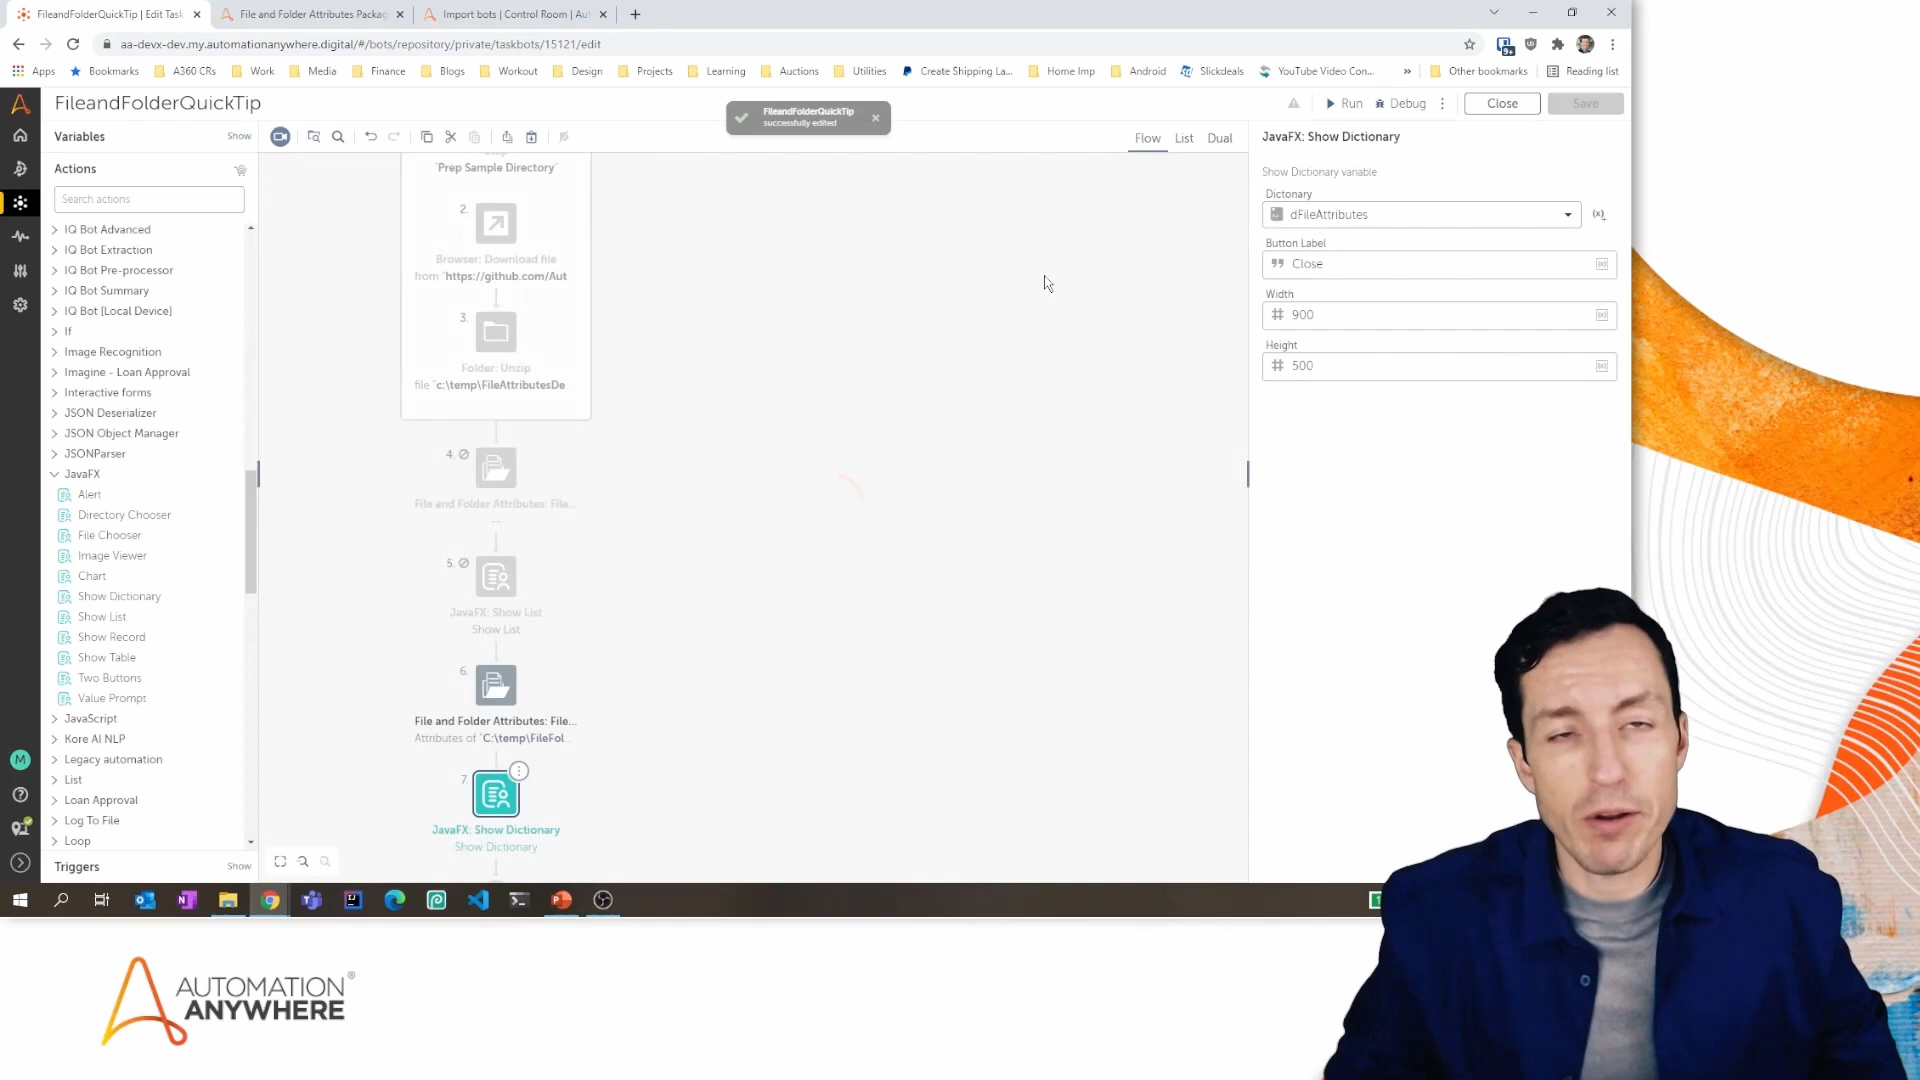 FileandFolderQuickTip | Edit Task
File and Folder Attributes Packag
Import bots | Control Room | Aut
aa-devx-dev.my.automationanywhere.digital/#/bots/repository/private/taskbots/15121/edit
9+
Apps
Bookmarks
A360 CRs
Work
Media
Finance
Blogs
Workout
Design
Projects
Learning
Auctions
Utilities
Create Shipping La...
Home Imp
Android
Slickdeals
YouTube Video Con...
»
Other bookmarks
Reading list
FileandFolderQuickTip
FileandFolderQuickTip
successfully edited
Run
Debug
Close
Save
Variables
Show
Flow
List
Dual
JavaFX: Show Dictionary
Actions
Search actions
IQ Bot Advanced
IQ Bot Extraction
IQ Bot Pre-processor
IQ Bot Summary
IQ Bot [Local Device]
If
Image Recognition
Imagine - Loan Approval
Interactive forms
JSON Deserializer
JSON Object Manager
JSONParser
JavaFX
Alert
Directory Chooser
File Chooser
Image Viewer
Chart
Show Dictionary
Show List
Show Record
Show Table
Two Buttons
Value Prompt
JavaScript
Kore AI NLP
Legacy automation
List
Loan Approval
Log To File
Loop
Triggers
Show
M
"Prep Sample Directory"
2.
Browser: Download file
from "https://github.com/Aut
3.
Folder: Unzip
file "c:\temp\FileAttributesDe
4.
File and Folder Attributes: File...
--
5.
JavaFX: Show List
Show List
6.
File and Folder Attributes: File...
Attributes of "C:\temp\FileFol
7.
JavaFX: Show Dictionary
Show Dictionary
Show Dictionary variable
Dictonary
dFileAttributes
(x)
Button Label
Close
(x)
Width
# 900
(x)
Height
# 500
(x)
AUTOMATION®
ANYWHERE